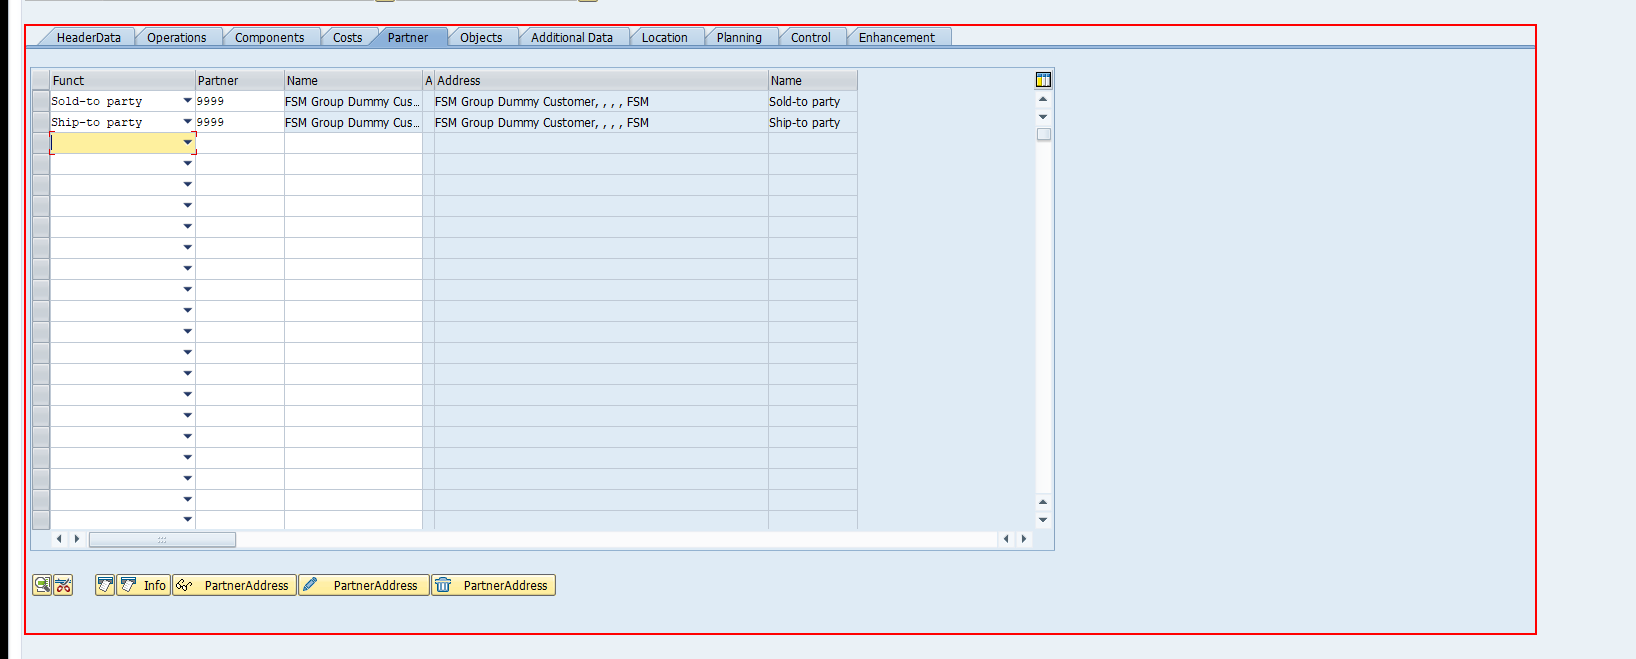 HeaderData Operations Components Costs Partner Objects Additional Data Location Planning Control Enhancement
Funct Partner Name A Address Name
Sold-to party 9999 FSM Group Dummy Cus... FSM Group Dummy Customer, , , , FSM Sold-to party
Ship-to party 9999 FSM Group Dummy Cus... FSM Group Dummy Customer, , , , FSM Ship-to party
Info PartnerAddress PartnerAddress PartnerAddress